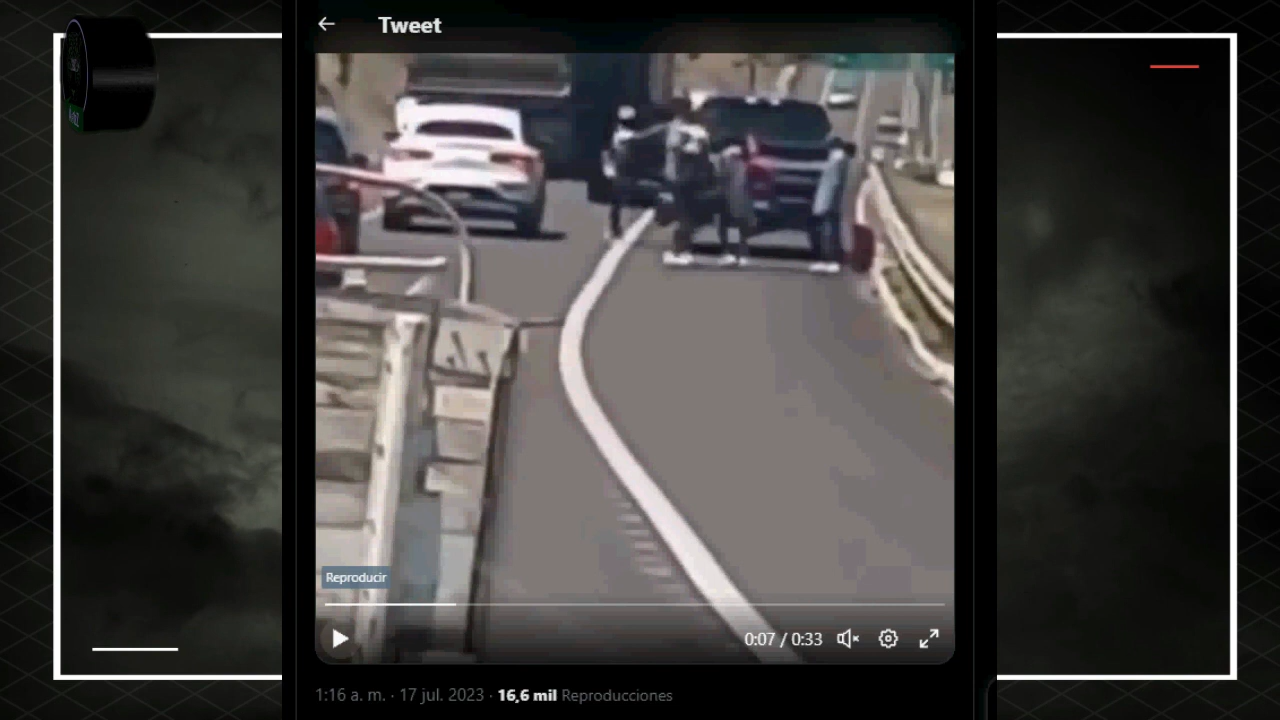 Tweet
Reproducir
0:07 / 0:33
1:16 a. m. · 17 jul. 2023 · 16,6 mil Reproducciones